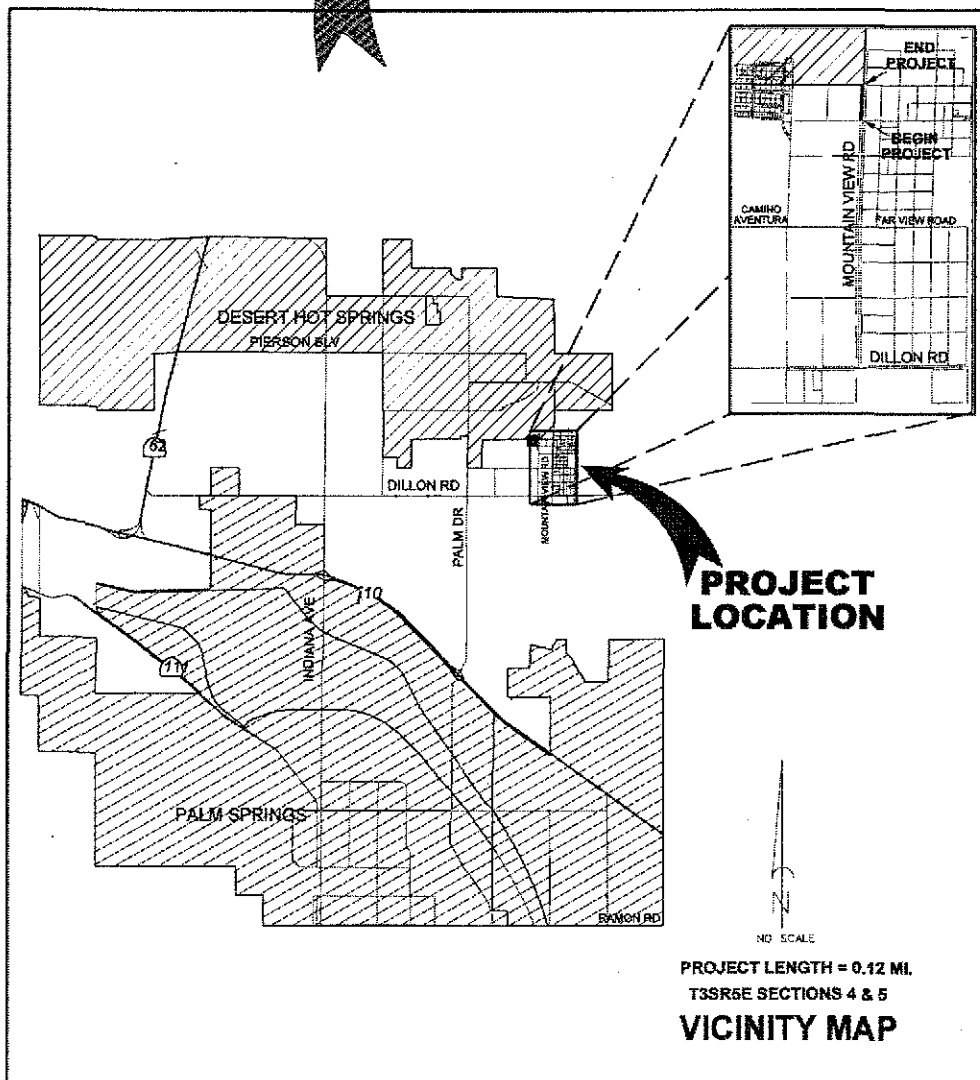 END
PROJECT
BEGIN
PROJECT
MOUNTAIN VIEW RD
CAMINO
AVENTURA
FAR VIEW ROAD
DILLON RD
DESERT HOT SPRINGS
PIERSON BLV
62
DILLON RD
MOUNTAIN VIEW RD
PALM DR
PROJECT
LOCATION
I10
INDIANA AVE
111
PALM SPRINGS
RAMON RD
N
NO SCALE
PROJECT LENGTH = 0.12 MI.
T3SR5E SECTIONS 4 & 5
VICINITY MAP